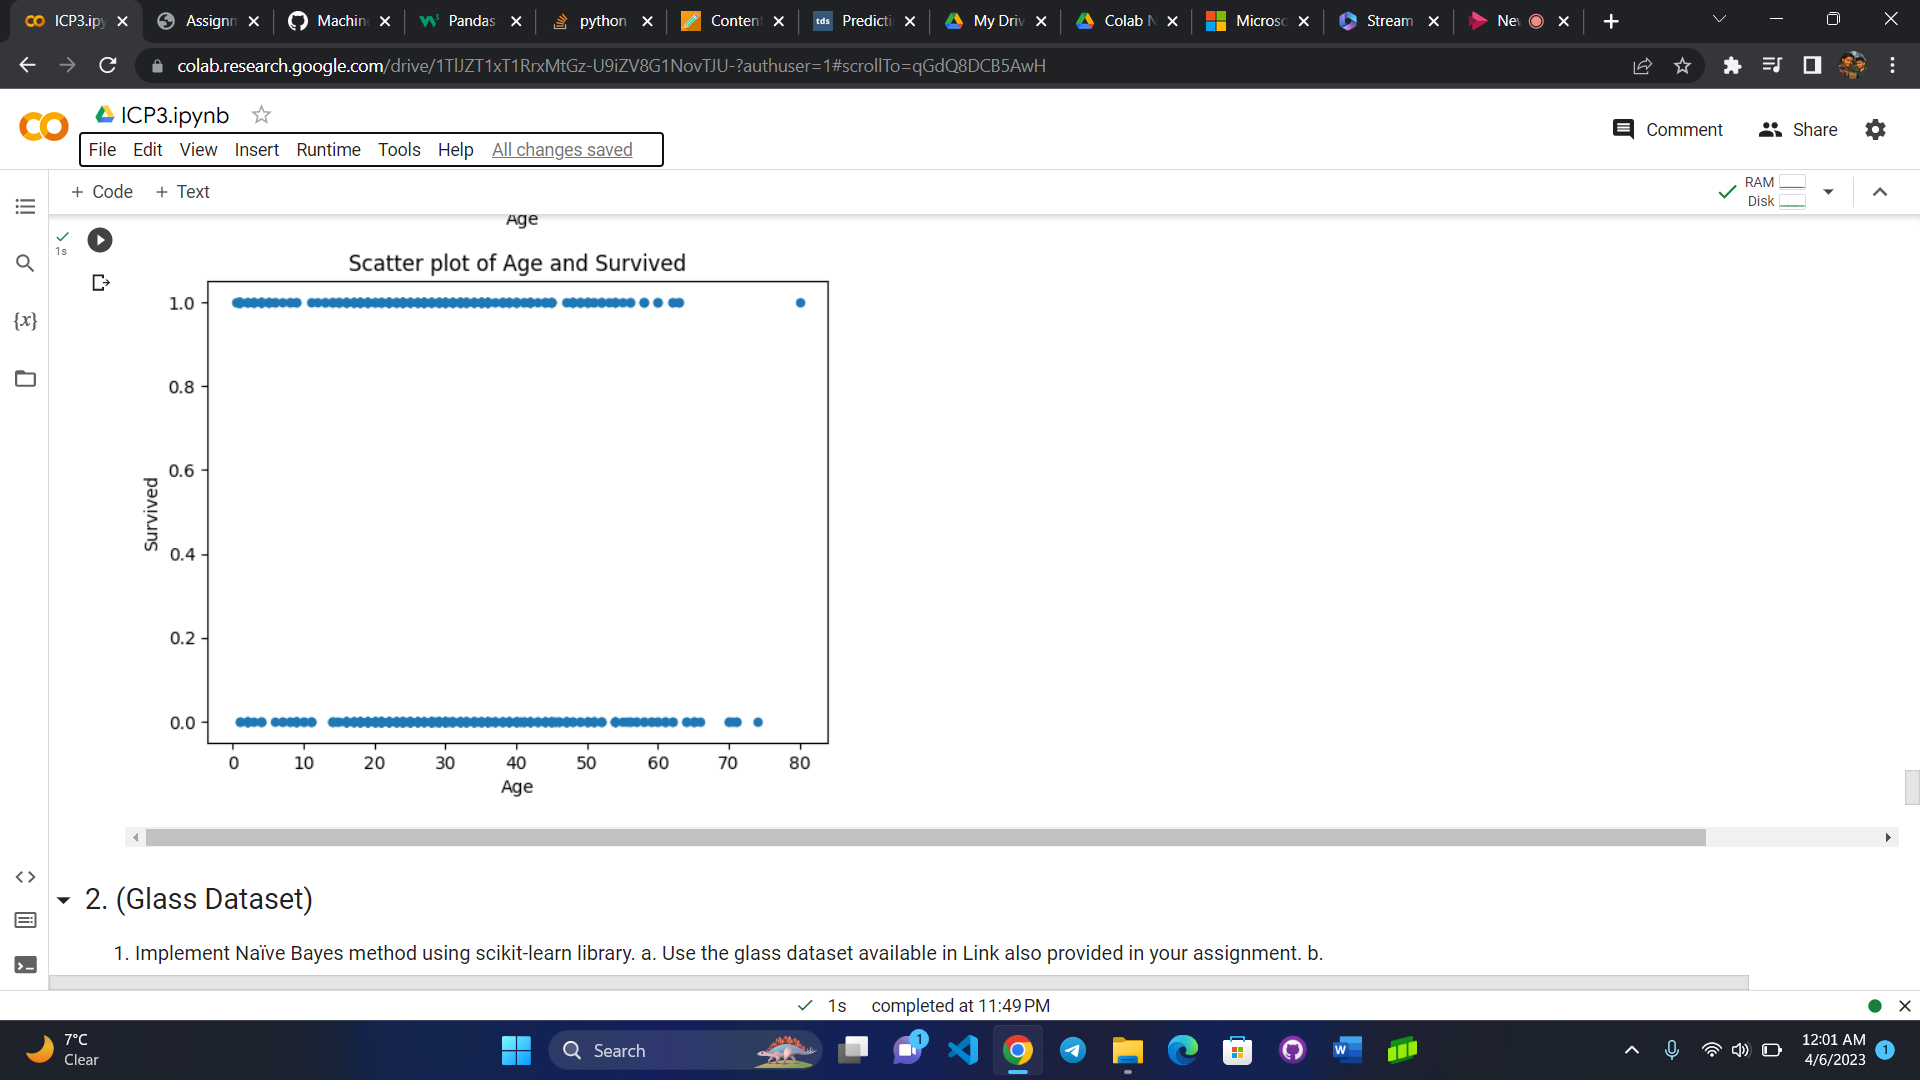 ICP3.ipy
Assignn
Machin
Pandas
python
Content
tds Predicti
My Driv
Colab N
Microso
Stream
Nev
colab.research.google.com/drive/1TlJZT1xT1RrxMtGz-U9iZV8G1NovTJU-?authuser=1#scrollTo=qGdQ8DCB5AwH
ICP3.ipynb
Comment
Share
File Edit View Insert Runtime Tools Help All changes saved
+ Code + Text
RAM
Disk
Age
1s
Scatter plot of Age and Survived
1.0
0.8
0.6
0.4
0.2
0.0
Survived
0 10 20 30 40 50 60 70 80
Age
{x}
2. (Glass Dataset)
1. Implement Naïve Bayes method using scikit-learn library. a. Use the glass dataset available in Link also provided in your assignment. b.
1s completed at 11:49 PM
7°C
Clear
Search
1
12:01 AM
4/6/2023
1